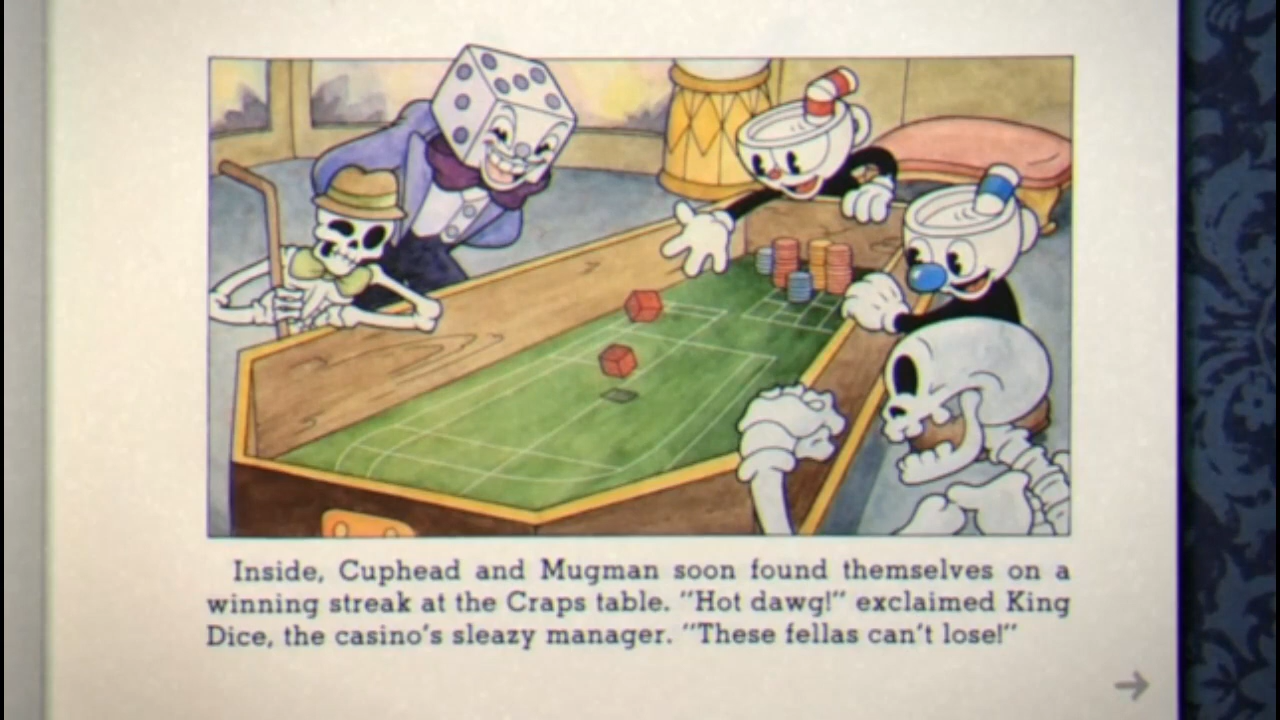 Inside, Cuphead and Mugman soon found themselves on a
winning streak at the Craps table. “Hot dawg!” exclaimed King
Dice, the casino’s sleazy manager. “These fellas can’t lose!”